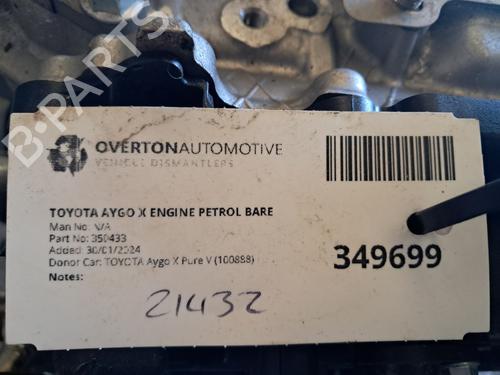 B-PARTS
OVERTONAUTOMOTIVE
VEHICLE DISMANTLERS
TOYOTA AYGO X ENGINE PETROL BARE
Man No: N/A
Part No: 350433
Added: 30/01/2024
Donor Car: TOYOTA Aygo X Pure V (100888)
Notes:
349699
21432